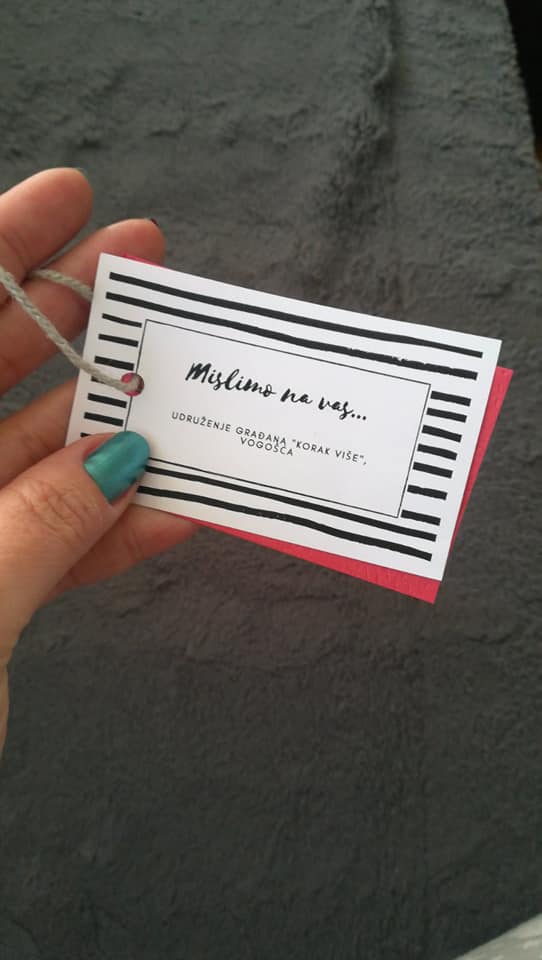 Mislimo na vas...
UDRUŽENJE GRAĐANA "KORAK VIŠE",
VOGOŠĆA